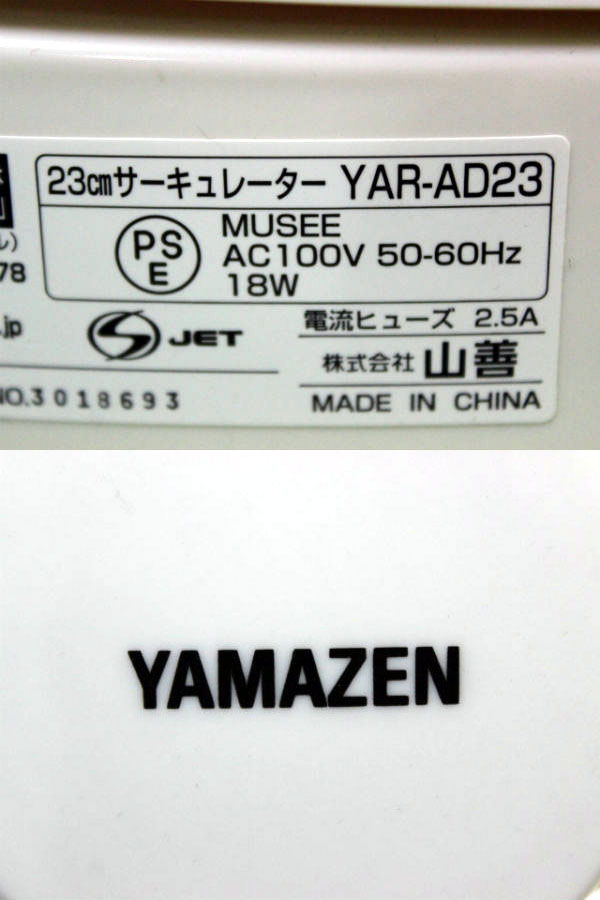 23cmサーキュレーター YAR-AD23
PSE
MUSEE
AC100V 50-60Hz
18W
ル)
78
.jp
JET
電流ヒューズ 2.5A
株式会社 山善
NO.3018693
MADE IN CHINA
YAMAZEN